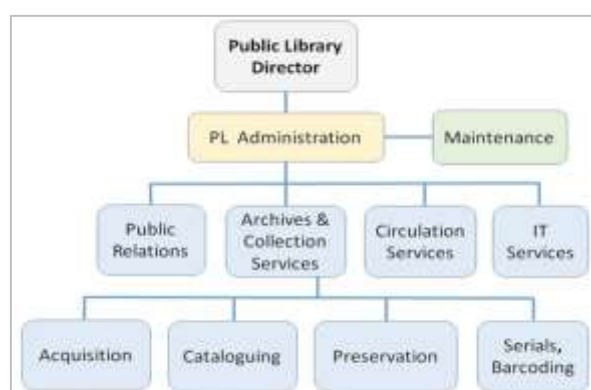 Public Library
Director
PL Administration
Maintenance
Public
Relations
Archives &
Collection
Services
Circulation
Services
IT
Services
Acquisition
Cataloguing
Preservation
Serials,
Barcoding